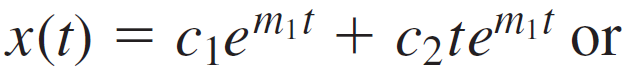 x(t) = c₁e^{m₁t} + c₂te^{m₁t} or